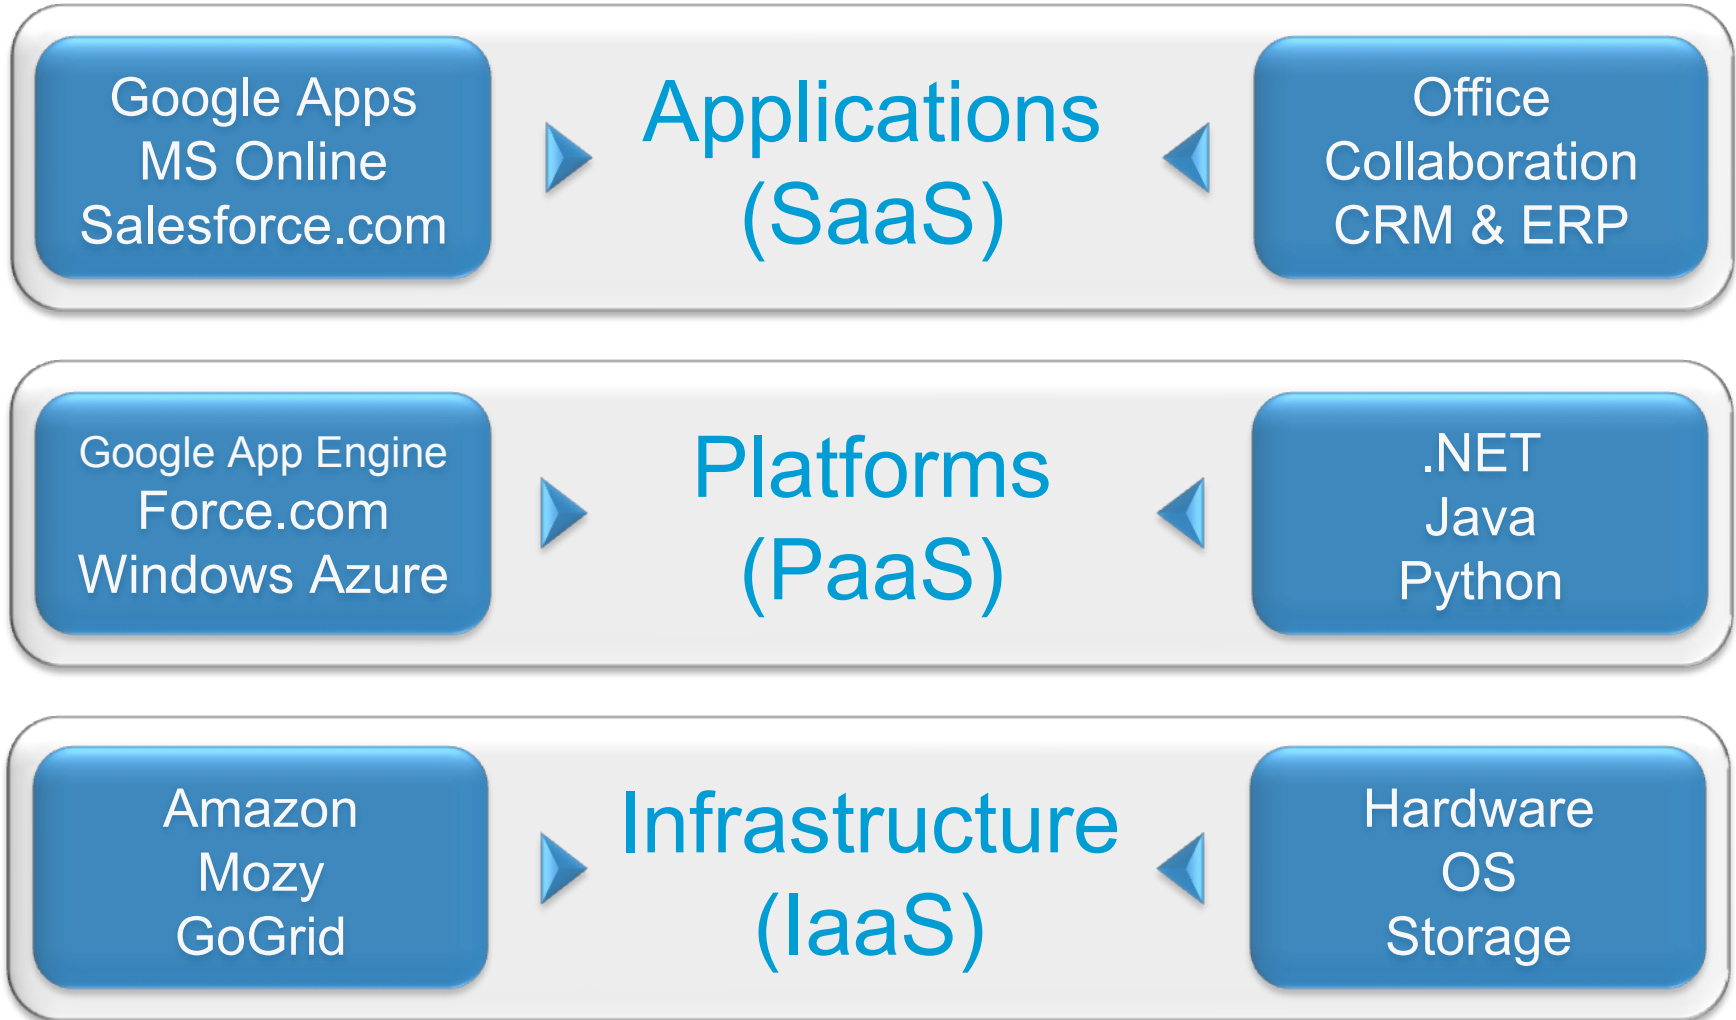 Google Apps
MS Online
Salesforce.com
Applications
(SaaS)
Office
Collaboration
CRM & ERP
Google App Engine
Force.com
Windows Azure
Platforms
(PaaS)
.NET
Java
Python
Amazon
Mozy
GoGrid
Infrastructure
(IaaS)
Hardware
OS
Storage